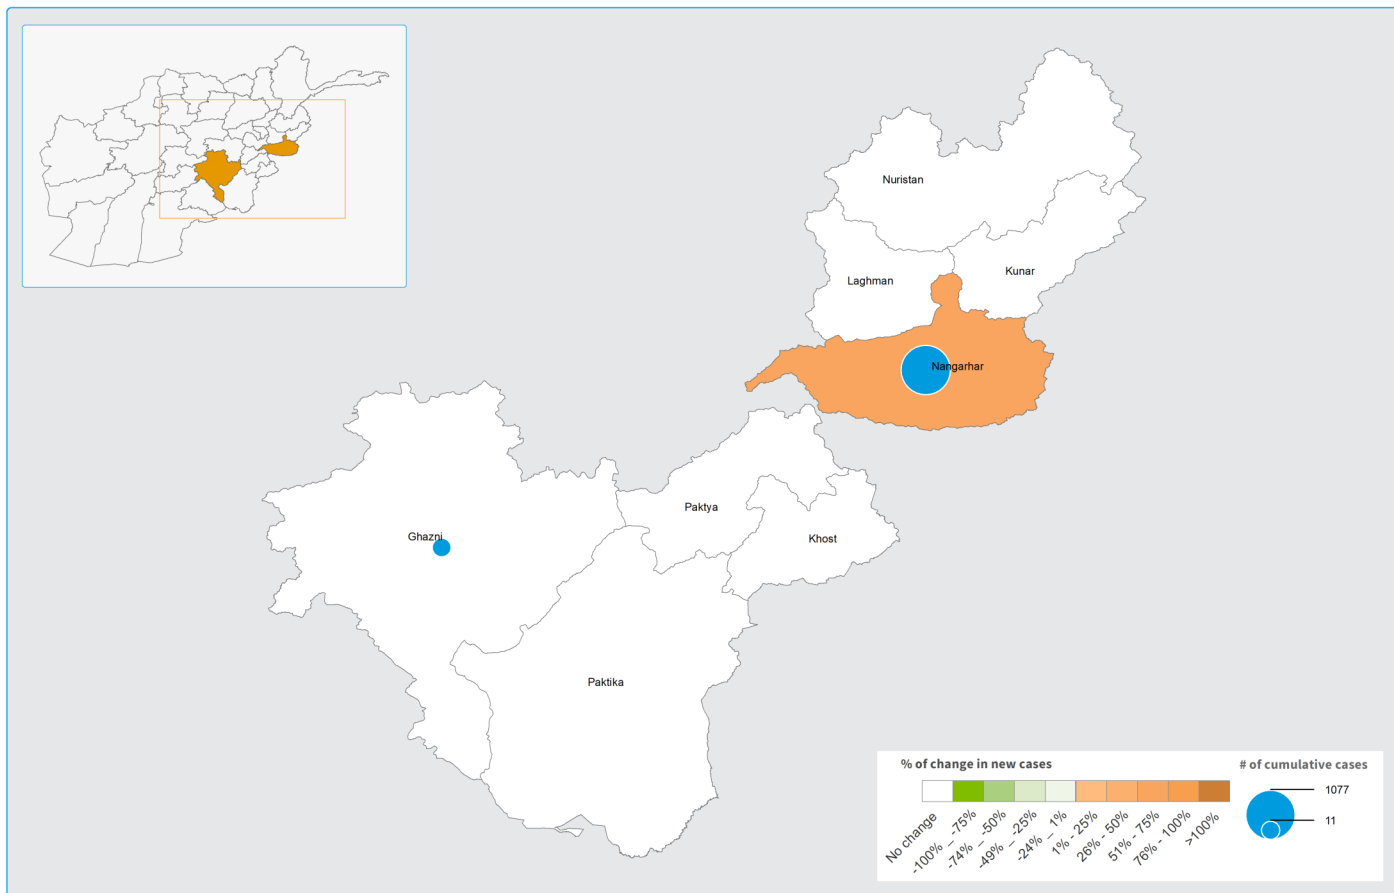 Nuristan
Laghman
Kunar
Nangarhar
Paktya
Ghazni
Khost
Paktika
% of change in new cases
# of cumulative cases
No change
-100% _ -75%
-74% _ -50%
-49% _ -25%
-24% _ 1%
1% - 25%
26% - 50%
51% - 75%
76% - 100%
>100%
1077
11